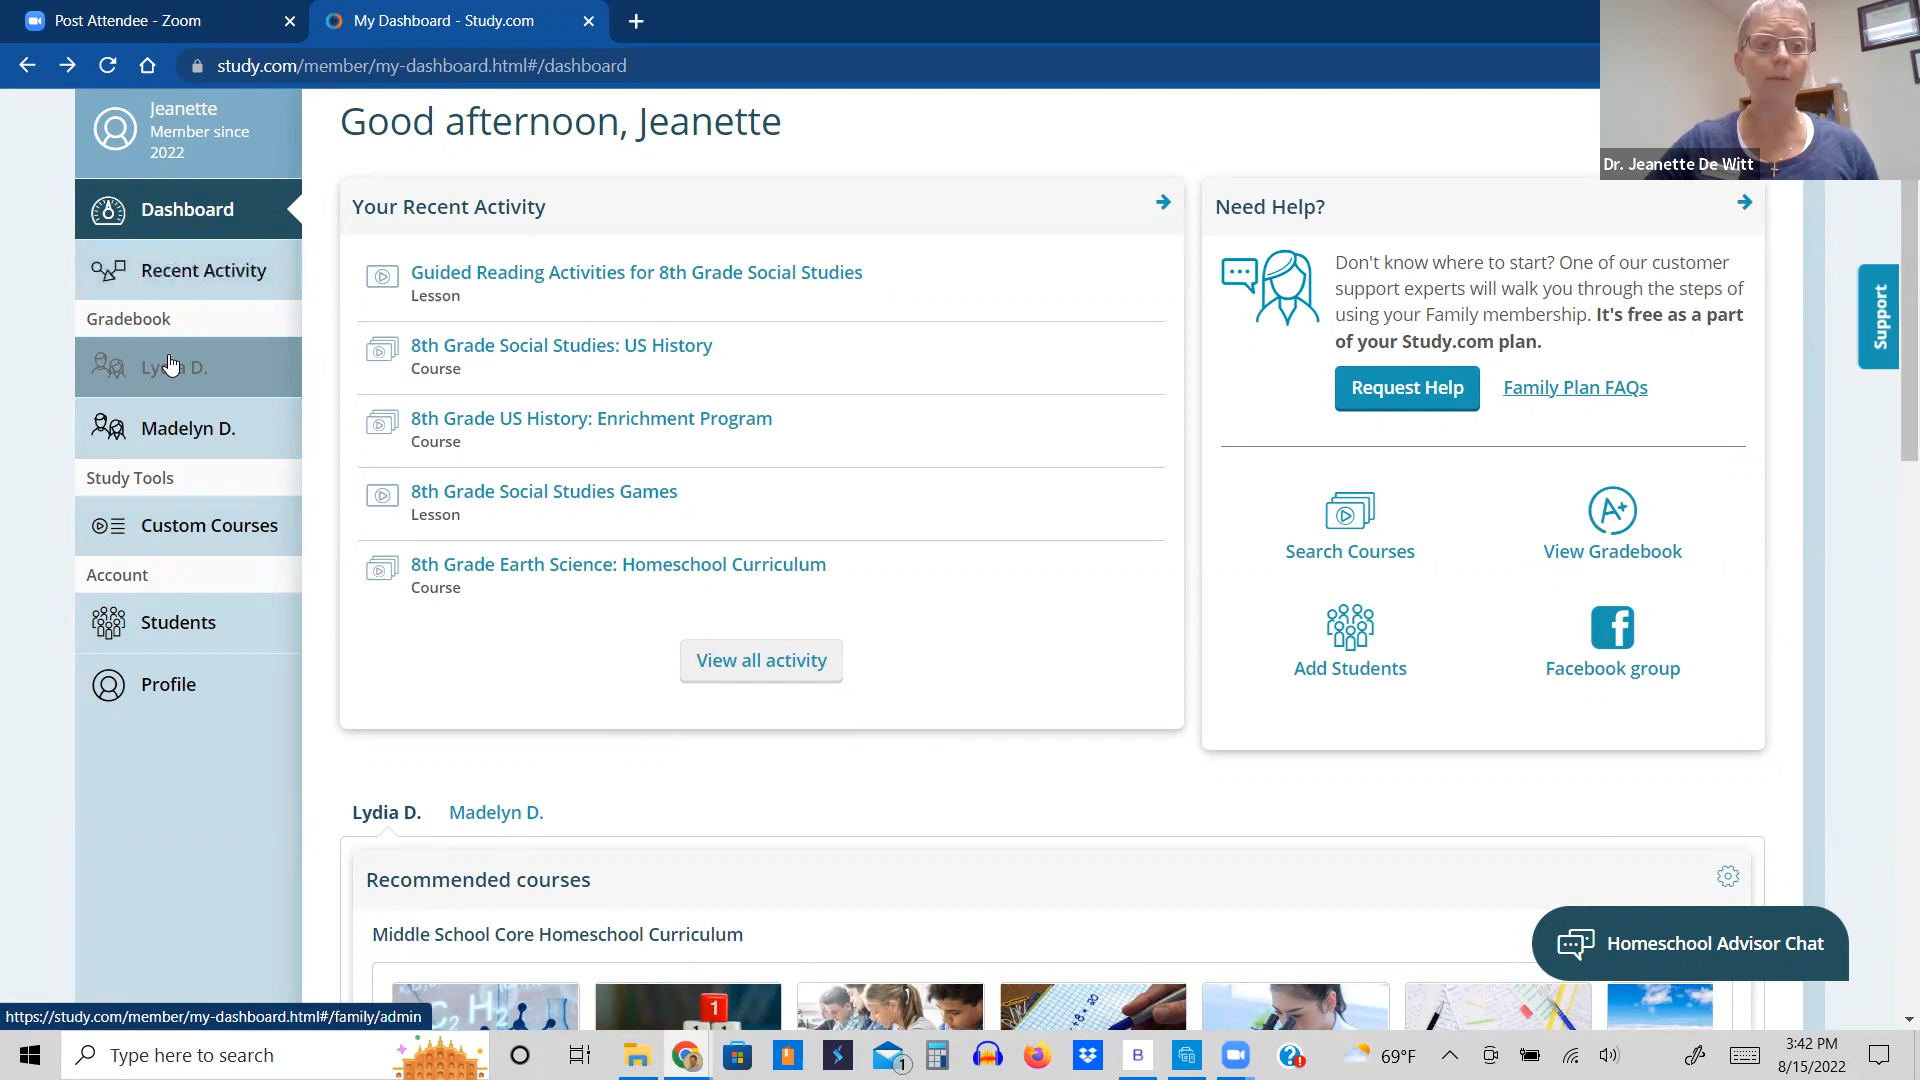 Post Attendee - Zoom
My Dashboard - Study.com
study.com/member/my-dashboard.html#/dashboard
Jeanette
Member since
2022
Dashboard
Recent Activity
Gradebook
Lydia D.
Madelyn D.
Study Tools
Custom Courses
Account
Students
Profile
Good afternoon, Jeanette
Your Recent Activity
Guided Reading Activities for 8th Grade Social Studies
Lesson
8th Grade Social Studies: US History
Course
8th Grade US History: Enrichment Program
Course
8th Grade Social Studies Games
Lesson
8th Grade Earth Science: Homeschool Curriculum
Course
View all activity
Need Help?
Don't know where to start? One of our customer
support experts will walk you through the steps of
using your Family membership. It's free as a part
of your Study.com plan.
Request Help
Family Plan FAQs
Search Courses
A+
View Gradebook
Add Students
f
Facebook group
Dr. Jeanette De Witt
Support
Lydia D.
Madelyn D.
Recommended courses
Middle School Core Homeschool Curriculum
Homeschool Advisor Chat
https://study.com/member/my-dashboard.html#/family/admin
Type here to search
69°F
3:42 PM
8/15/2022